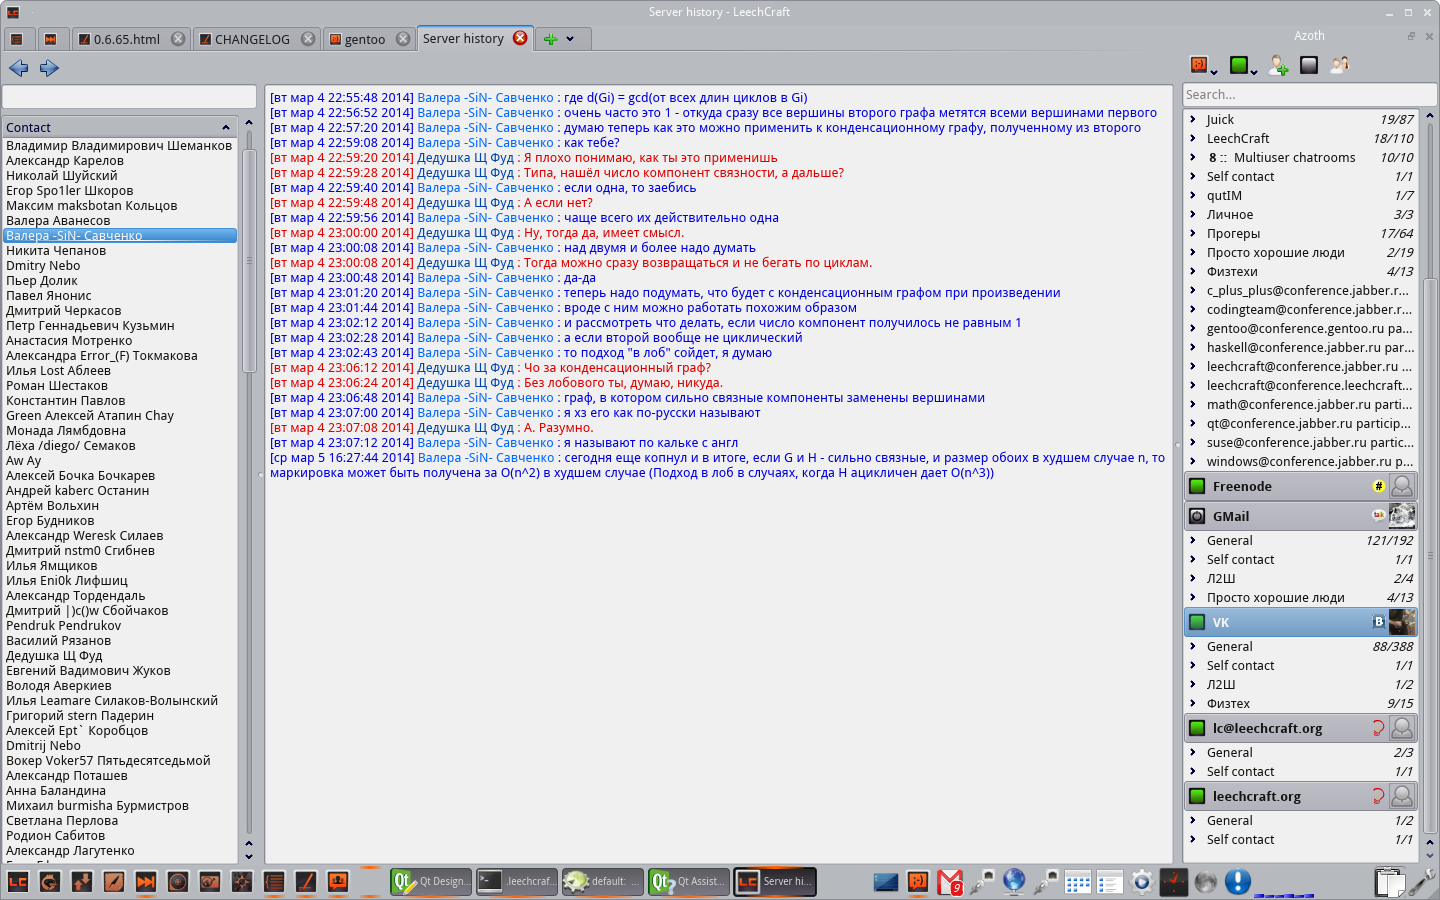 Server history - LeechCraft
0.6.65.html
CHANGELOG
gentoo
Server history
Azoth
Search...
Contact
Владимир Владимирович Шеманков
Александр Карелов
Николай Шуйский
Егор Spo1ler Шкоров
Максим maksbotan Кольцов
Валера Аванесов
Валера -SiN- Савченко
Никита Чепанов
Dmitry Nebo
Пьер Долик
Павел Янонис
Дмитрий Черкасов
Петр Геннадьевич Кузьмин
Анастасия Мотренко
Александра Error_(F) Токмакова
Илья Lost Аблеев
Роман Шестаков
Константин Павлов
Green Алексей Атапин Chay
Монада Лямбдовна
Лёха /diego/ Семаков
Aw Ay
Алексей Бочка Бочкарев
Андрей kaberc Останин
Артём Вольхин
Егор Будников
Александр Weresk Силаев
Дмитрий nstm0 Сгибнев
Илья Ямщиков
Илья Eni0k Лифшиц
Александр Тордендаль
Дмитрий |)c()w Сбойчаков
Pendruk Pendrukov
Василий Рязанов
Дедушка Щ Фуд
Евгений Вадимович Жуков
Володя Аверкиев
Илья Leamare Силаков-Волынский
Григорий stern Падерин
Алексей Ept` Коробцов
Dmitrij Nebo
Вокер Voker57 Пятьдесятседьмой
Александр Поташев
Анна Баландина
Михаил burmisha Бурмистров
Светлана Перлова
Родион Сабитов
Александр Лагутенко
[вт мар 4 22:55:48 2014] Валера -SiN- Савченко : где d(Gi) = gcd(от всех длин циклов в Gi)
[вт мар 4 22:56:52 2014] Валера -SiN- Савченко : очень часто это 1 - откуда сразу все вершины второго графа метятся всеми вершинами первого
[вт мар 4 22:57:20 2014] Валера -SiN- Савченко : думаю теперь как это можно применить к конденсационному графу, полученному из второго
[вт мар 4 22:59:08 2014] Валера -SiN- Савченко : как тебе?
[вт мар 4 22:59:20 2014] Дедушка Щ Фуд : Я плохо понимаю, как ты это применишь
[вт мар 4 22:59:28 2014] Дедушка Щ Фуд : Типа, нашёл число компонент связности, а дальше?
[вт мар 4 22:59:40 2014] Валера -SiN- Савченко : если одна, то заебись
[вт мар 4 22:59:48 2014] Дедушка Щ Фуд : А если нет?
[вт мар 4 22:59:56 2014] Валера -SiN- Савченко : чаще всего их действительно одна
[вт мар 4 23:00:00 2014] Дедушка Щ Фуд : Ну, тогда да, имеет смысл.
[вт мар 4 23:00:08 2014] Валера -SiN- Савченко : над двумя и более надо думать
[вт мар 4 23:00:08 2014] Дедушка Щ Фуд : Тогда можно сразу возвращаться и не бегать по циклам.
[вт мар 4 23:00:48 2014] Валера -SiN- Савченко : да-да
[вт мар 4 23:01:20 2014] Валера -SiN- Савченко : теперь надо подумать, что будет с конденсационным графом при произведении
[вт мар 4 23:01:44 2014] Валера -SiN- Савченко : вроде с ним можно работать похожим образом
[вт мар 4 23:02:12 2014] Валера -SiN- Савченко : и рассмотреть что делать, если число компонент получилось не равным 1
[вт мар 4 23:02:28 2014] Валера -SiN- Савченко : а если второй вообще не циклический
[вт мар 4 23:02:43 2014] Валера -SiN- Савченко : то подход "в лоб" сойдет, я думаю
[вт мар 4 23:06:12 2014] Дедушка Щ Фуд : Чо за конденсационный граф?
[вт мар 4 23:06:24 2014] Дедушка Щ Фуд : Без лобового ты, думаю, никуда.
[вт мар 4 23:06:48 2014] Валера -SiN- Савченко : граф, в котором сильно связные компоненты заменены вершинами
[вт мар 4 23:07:00 2014] Валера -SiN- Савченко : я хз его как по-русски называют
[вт мар 4 23:07:08 2014] Дедушка Щ Фуд : А. Разумно.
[вт мар 4 23:07:12 2014] Валера -SiN- Савченко : я называют по кальке с англ
[ср мар 5 16:27:44 2014] Валера -SiN- Савченко : сегодня еще копнул и в итоге, если G и H - сильно связные, и размер обоих в худшем случае n, то
маркировка может быть получена за O(n^2) в худшем случае (Подход в лоб в случаях, когда H ацикличен дает O(n^3))
Juick 19/87
LeechCraft 18/110
8 :: Multiuser chatrooms 10/10
Self contact 1/1
qutIM 1/7
Личное 3/3
Прогеры 17/64
Просто хорошие люди 2/19
Физтехи 4/13
c_plus_plus@conference.jabber.r...
codingteam@conference.jabber.r...
gentoo@conference.gentoo.ru pa...
haskell@conference.jabber.ru par...
leechcraft@conference.jabber.ru ...
leechcraft@conference.leechcraft...
math@conference.jabber.ru parti...
qt@conference.jabber.ru particip...
suse@conference.jabber.ru partic...
windows@conference.jabber.ru p...
Freenode #
GMail talk
General 121/192
Self contact 1/1
Л2Ш 2/4
Просто хорошие люди 4/13
VK B
General 88/388
Self contact 1/1
Л2Ш 1/2
Физтех 9/15
lc@leechcraft.org
General 2/3
Self contact 1/1
leechcraft.org
General 1/2
Self contact 1/1
Qt Design...
.leechcraf...
default: ...
Qt Assist...
Server hi...
9